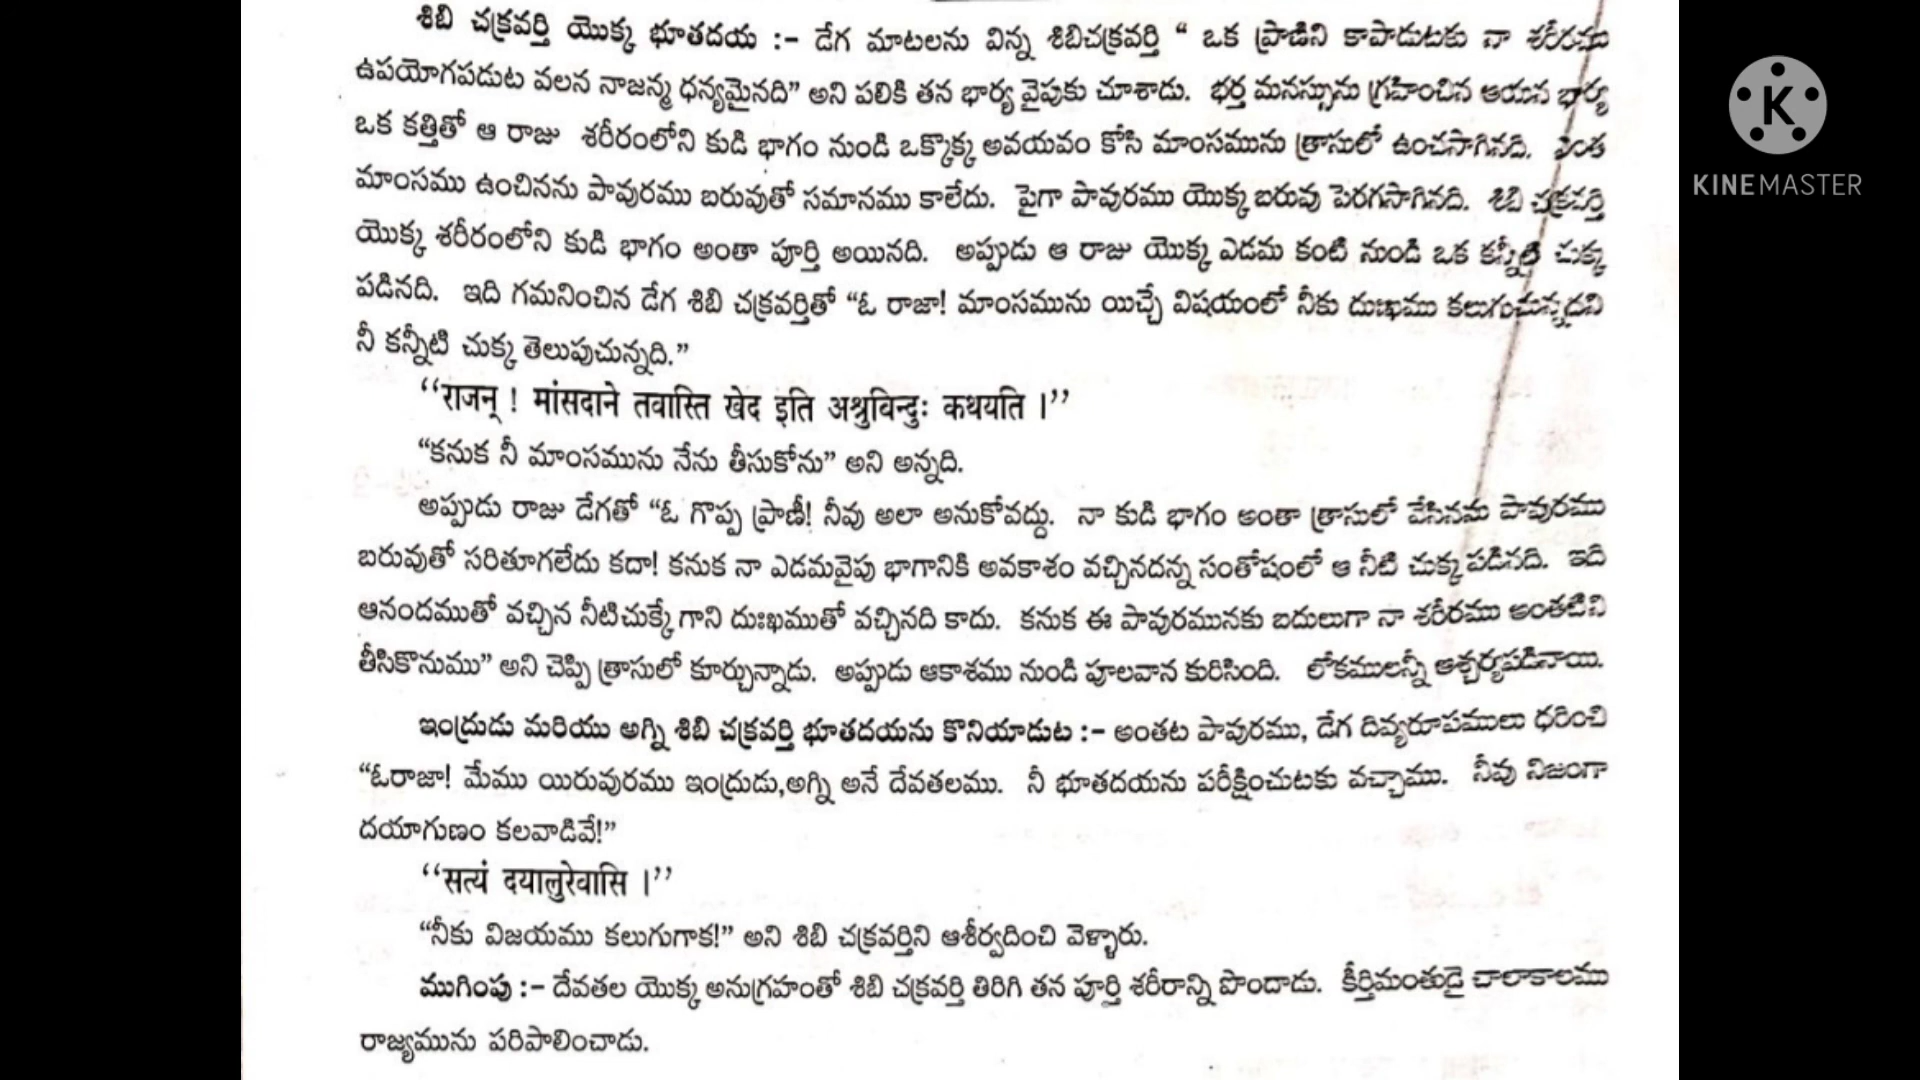 శిబి చక్రవర్తి యొక్క భూతదయ :- డేగ మాటలను విన్న శిబిచక్రవర్తి “ ఒక ప్రాణిని కాపాడుటకు నా శరీరము
ఉపయోగపడుట వలన నాజన్మ ధన్యమైనది” అని పలికి తన భార్య వైపుకు చూశాడు. భర్త మనస్సును గ్రహించిన ఆయన భార్య
ఒక కత్తితో ఆ రాజు శరీరంలోని కుడి భాగం నుండి ఒక్కొక్క అవయవం కోసి మాంసమును త్రాసులో ఉంచసాగినది. ఎంత
మాంసము ఉంచినను పావురము బరువుతో సమానము కాలేదు. పైగా పావురము యొక్క బరువు పెరగసాగినది. శిబి చక్రవర్తి
యొక్క శరీరంలోని కుడి భాగం అంతా పూర్తి అయినది. అప్పుడు ఆ రాజు యొక్క ఎడమ కంటి నుండి ఒక కన్నీటి చుక్క
పడినది. ఇది గమనించిన డేగ శిబి చక్రవర్తితో “ఓ రాజా! మాంసమును యిచ్చే విషయంలో నీకు దుఃఖము కలుగుచున్నదని
నీ కన్నీటి చుక్క తెలుపుచున్నది.”
‘‘राजन् ! मांसदाने तवास्ति खेद इति अश्रुविन्दुः कथयति ।’’
“కనుక నీ మాంసమును నేను తీసుకోను” అని అన్నది.
అప్పుడు రాజు డేగతో “ఓ గొప్ప ప్రాణీ! నీవు అలా అనుకోవద్దు. నా కుడి భాగం అంతా త్రాసులో వేసినను పావురము
బరువుతో సరితూగలేదు కదా! కనుక నా ఎడమవైపు భాగానికి అవకాశం వచ్చినదన్న సంతోషంలో ఆ నీటి చుక్క పడినది. ఇది
ఆనందముతో వచ్చిన నీటిచుక్కే గాని దుఃఖముతో వచ్చినది కాదు. కనుక ఈ పావురమునకు బదులుగా నా శరీరము అంతటిని
తీసికొనుము” అని చెప్పి త్రాసులో కూర్చున్నాడు. అప్పుడు ఆకాశము నుండి పూలవాన కురిసింది. లోకములన్నీ ఆశ్చర్యపడినాయి.
ఇంద్రుడు మరియు అగ్ని శిబి చక్రవర్తి భూతదయను కొనియాడుట :- అంతట పావురము, డేగ దివ్యరూపములు ధరించి
“ఓరాజా! మేము యిరువురము ఇంద్రుడు,అగ్ని అనే దేవతలము. నీ భూతదయను పరీక్షించుటకు వచ్చాము. నీవు నిజంగా
దయాగుణం కలవాడివే!”
‘‘सत्यं दयालुरेवासि ।’’
“నీకు విజయము కలుగుగాక!” అని శిబి చక్రవర్తిని ఆశీర్వదించి వెళ్ళారు.
ముగింపు :- దేవతల యొక్క అనుగ్రహంతో శిబి చక్రవర్తి తిరిగి తన పూర్తి శరీరాన్ని పొందాడు. కీర్తిమంతుడై చాలాకాలము
రాజ్యమును పరిపాలించాడు.
K
KINEMASTER